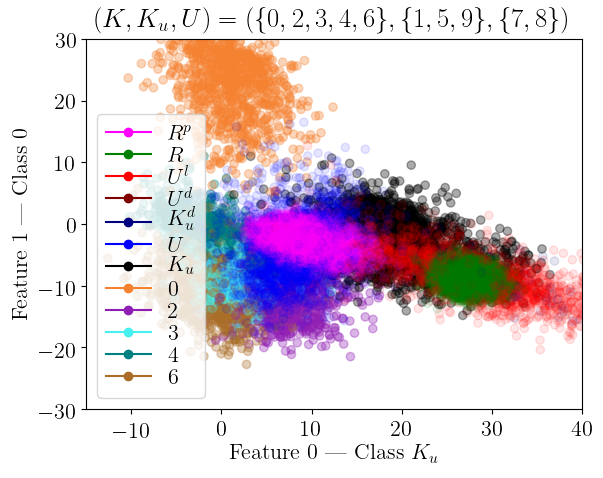 (K, K_u, U) = ({0, 2, 3, 4, 6}, {1, 5, 9}, {7, 8})
30
20
10
0
−10
−20
−30
Feature 1 — Class 0
R^p
R
U^l
U^d
K_u^d
U
K_u
0
2
3
4
6
−10 0 10 20 30 40
Feature 0 — Class K_u